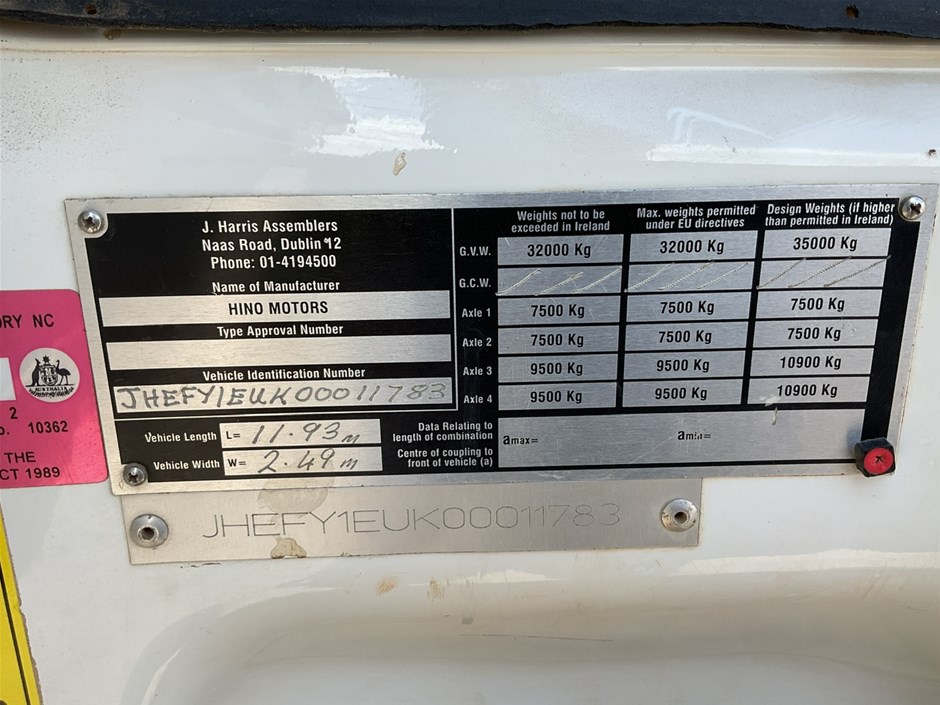 J. Harris Assemblers
Naas Road, Dublin 12
Phone: 01-4194500
Name of Manufacturer
HINO MOTORS
Type Approval Number
Vehicle Identification Number
JHEFY1EUK00011783
Vehicle Length L= 11.93 m
Vehicle Width W= 2.49 m
Weights not to be exceeded in Ireland
Max. weights permitted under EU directives
Design Weights (if higher than permitted in Ireland)
G.V.W. 32000 Kg 32000 Kg 35000 Kg
G.C.W.
Axle 1 7500 Kg 7500 Kg 7500 Kg
Axle 2 7500 Kg 7500 Kg 7500 Kg
Axle 3 9500 Kg 9500 Kg 10900 Kg
Axle 4 9500 Kg 9500 Kg 10900 Kg
Data Relating to
length of combination
Centre of coupling to
front of vehicle (a)
amax= amin=
JHEFY1EUK00011783
ORY NC
AUSTRALIA
2
o. 10362
THE
CT 1989